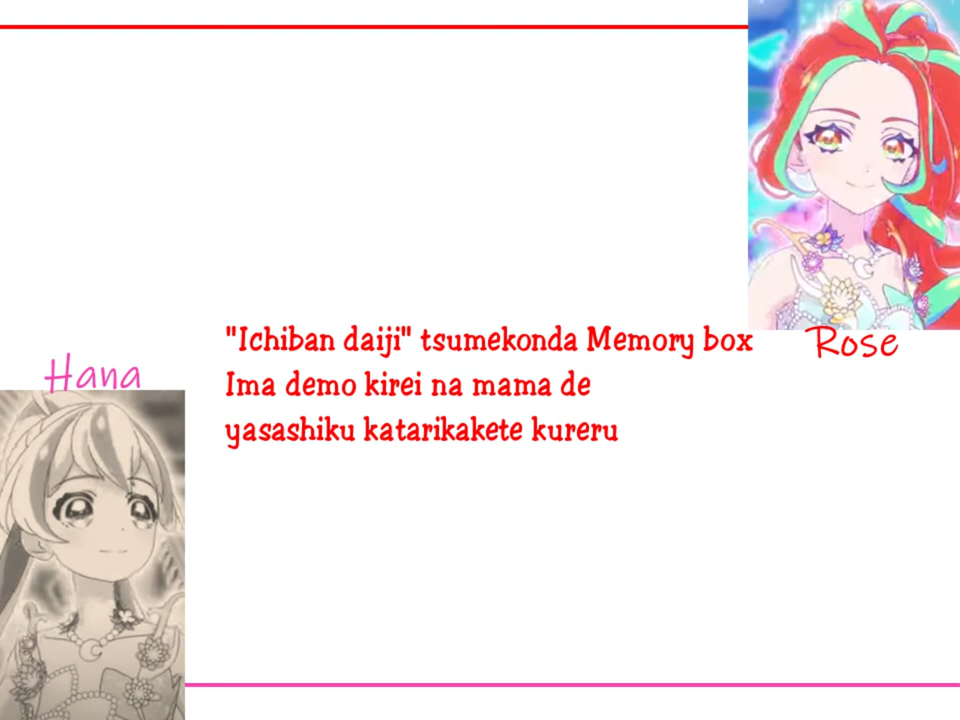 Rose
"Ichiban daiji" tsumekonda Memory box
Ima demo kirei na mama de
yasashiku katarikakete kureru
Hana